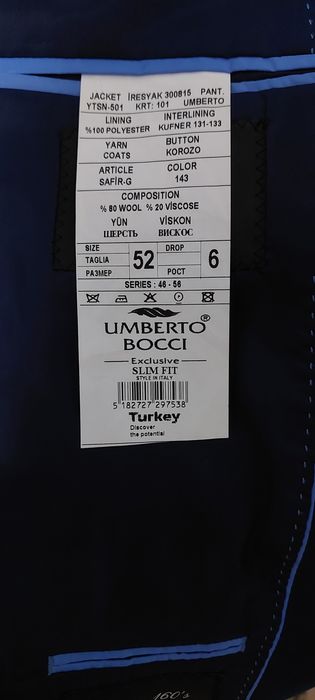 JACKET İRESYAK 300815 PANT.
YTSN-501 KRT: 101 UMBERTO
LINING INTERLINING
%100 POLYESTER KUFNER 131-133
YARN BUTTON
COATS KOROZO
ARTICLE COLOR
SAFİR-G 143
COMPOSITION
% 80 WOOL % 20 VİSCOSE
YÜN VİSKON
ШЕРСТЬ ВИСКОС
SIZE DROP
TAGLIA 52 6
РАЗМЕР РОСТ
SERIES : 46 - 56
UMBERTO®
BOCCI
Exclusive
SLIM FIT
STYLE IN ITALY
5 182727 297538
Turkey
Discover
the potential
160's